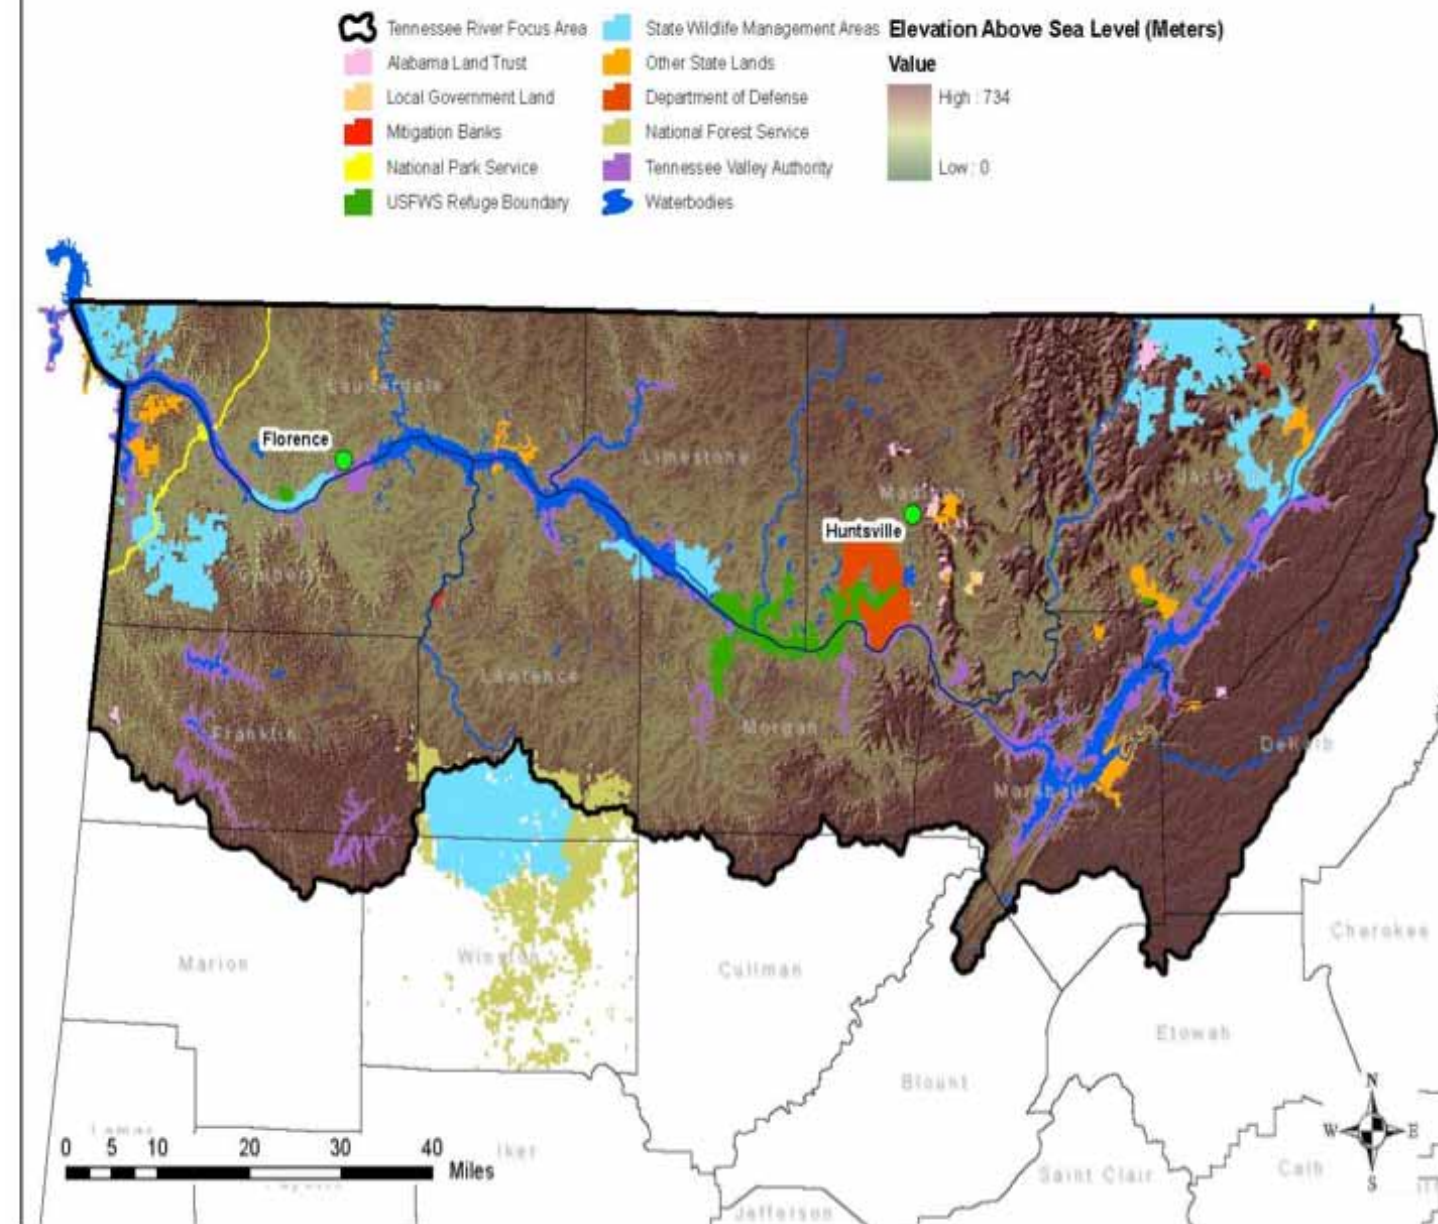 Tennessee River Focus Area
Alabama Land Trust
Local Government Land
Mitigation Banks
National Park Service
USFWS Refuge Boundary
State Wildlife Management Areas
Other State Lands
Department of Defense
National Forest Service
Tennessee Valley Authority
Waterbodies
Elevation Above Sea Level (Meters)
Value
High : 734
Low : 0
Lauderdale
Florence
Limestone
Madison
Huntsville
Lawrence
Franklin
Morgan
Marshall
DeKalb
Marion
Winston
Cullman
Cherokee
Etowah
Blount
Saint Clair
Jefferson
N
W
E
S
0 5 10 20 30 40
Miles